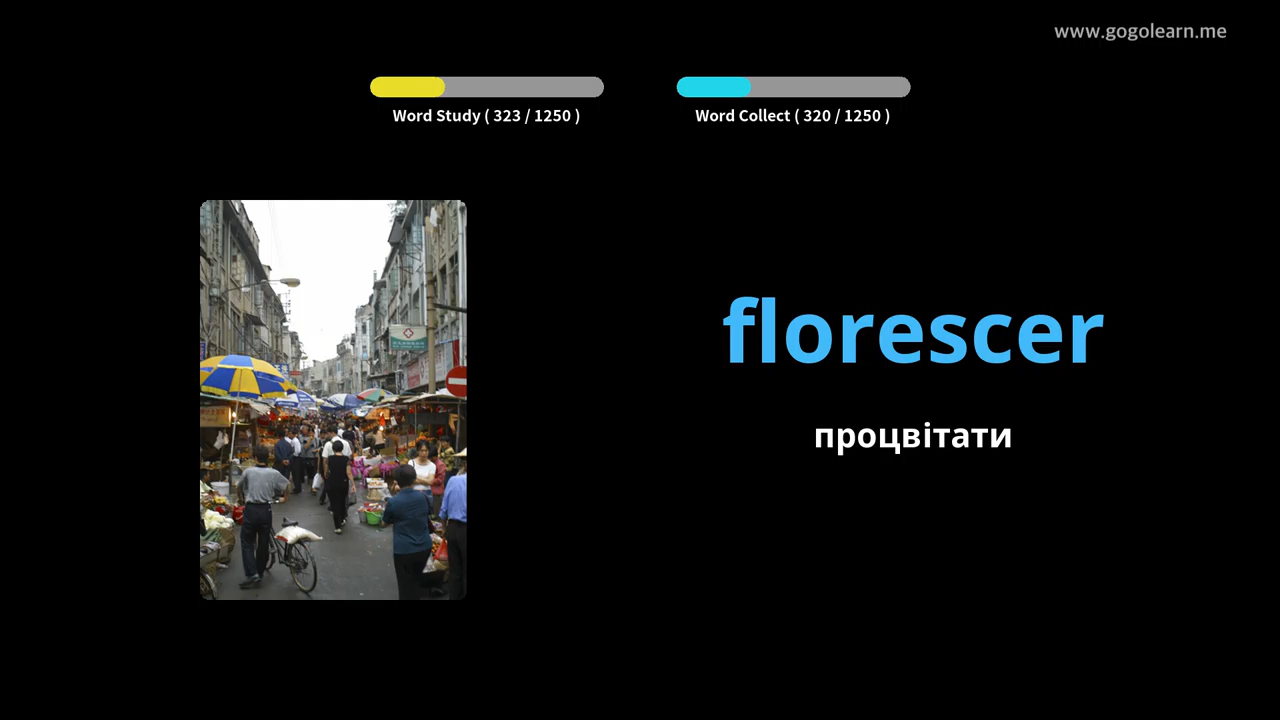 www.gogolearn.me
Word Study ( 323 / 1250 )
Word Collect ( 320 / 1250 )
florescer
процвітати